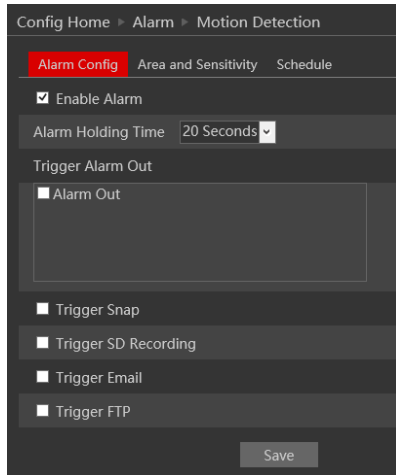 Config Home ▸ Alarm ▸ Motion Detection
Alarm Config Area and Sensitivity Schedule
Enable Alarm
Alarm Holding Time 20 Seconds
Trigger Alarm Out
Alarm Out
Trigger Snap
Trigger SD Recording
Trigger Email
Trigger FTP
Save